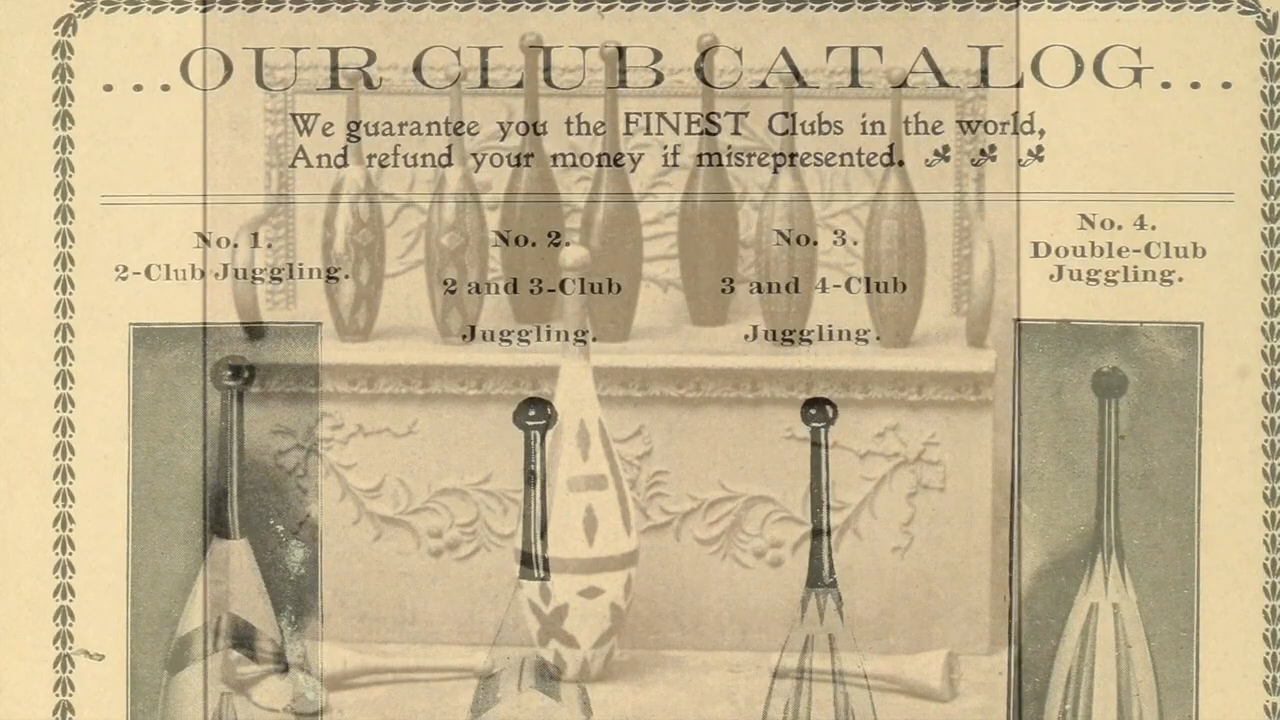 ...OUR CLUB CATALOG...
We guarantee you the FINEST Clubs in the world,
And refund your money if misrepresented.
No. 1.
2-Club Juggling.
No. 2.
2 and 3-Club
Juggling.
No. 3.
3 and 4-Club
Juggling.
No. 4.
Double-Club
Juggling.